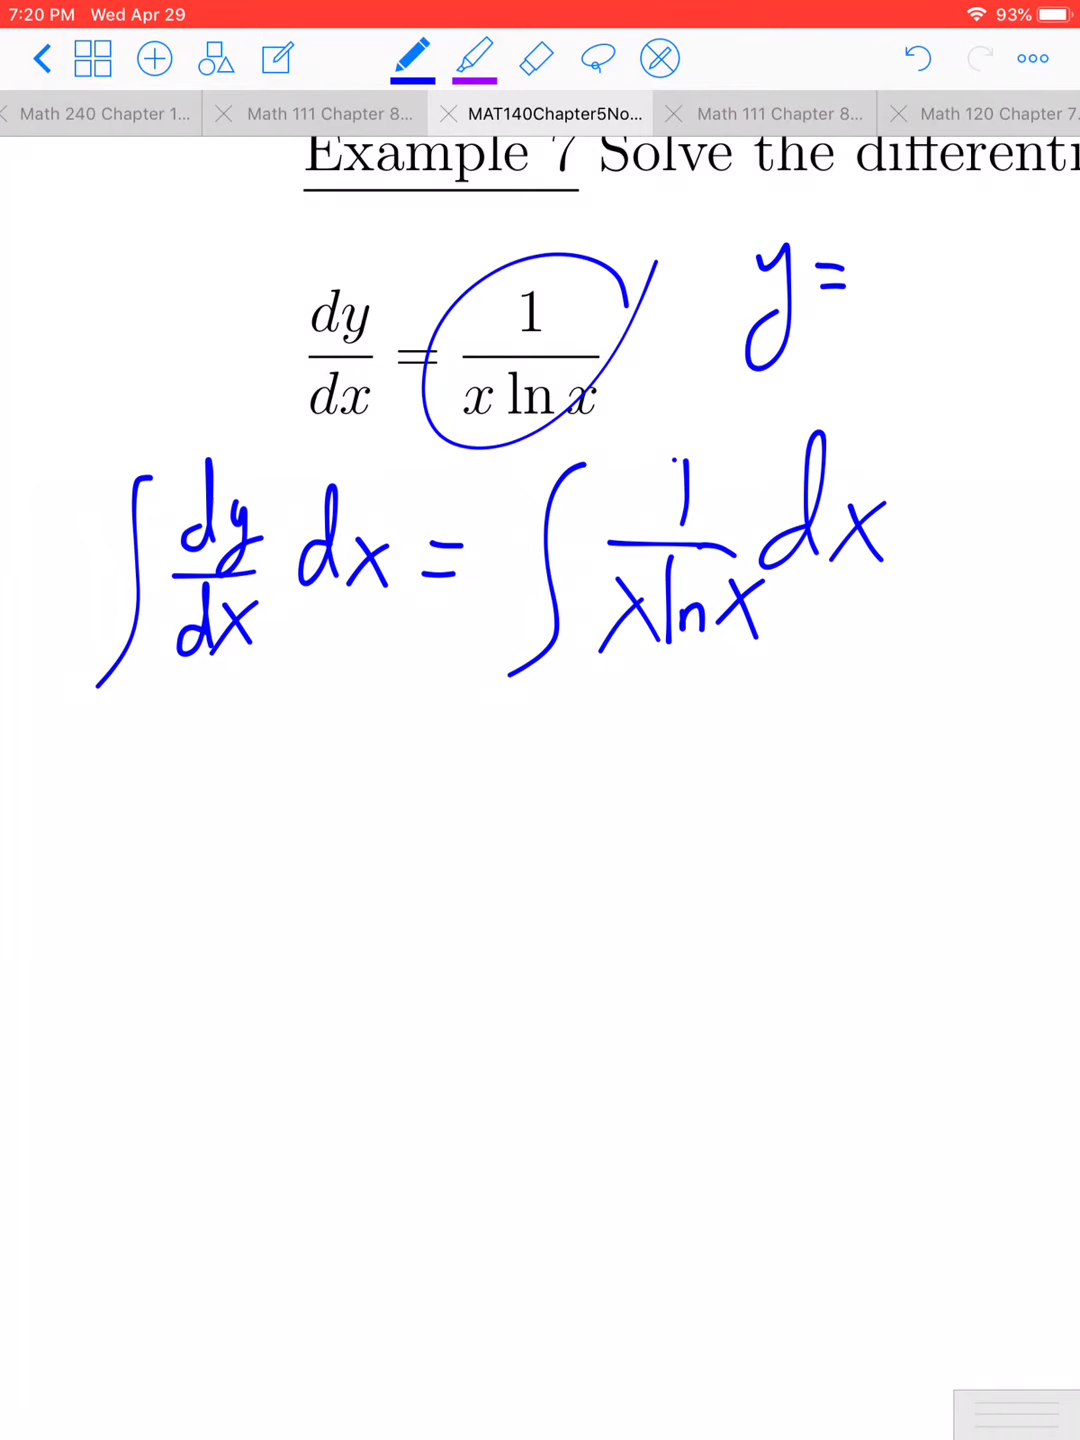 7:20 PM Wed Apr 29 93%
Math 240 Chapter 1... Math 111 Chapter 8... MAT140Chapter5No... Math 111 Chapter 8... Math 120 Chapter 7.
Example 7 Solve the differenti
dy/dx = 1/(x ln x) y =
∫ dy/dx dx = ∫ 1/(x ln x) dx